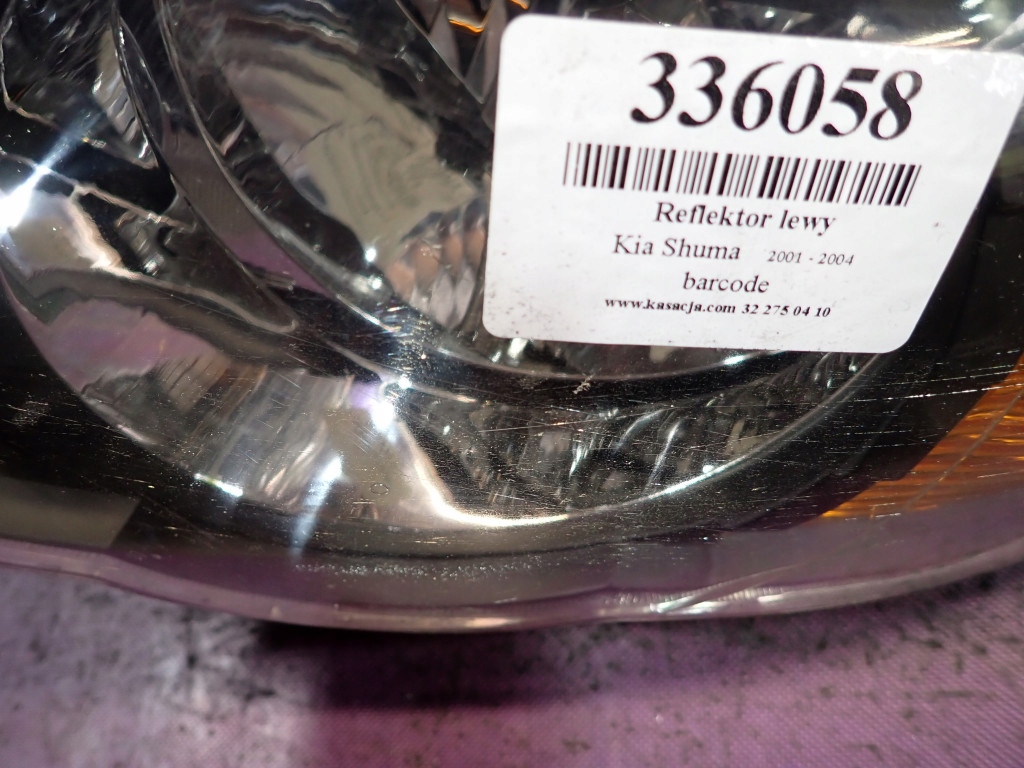 336058
Reflektor lewy
Kia Shuma 2001 - 2004
barcode
www.kasacja.com 32 275 04 10